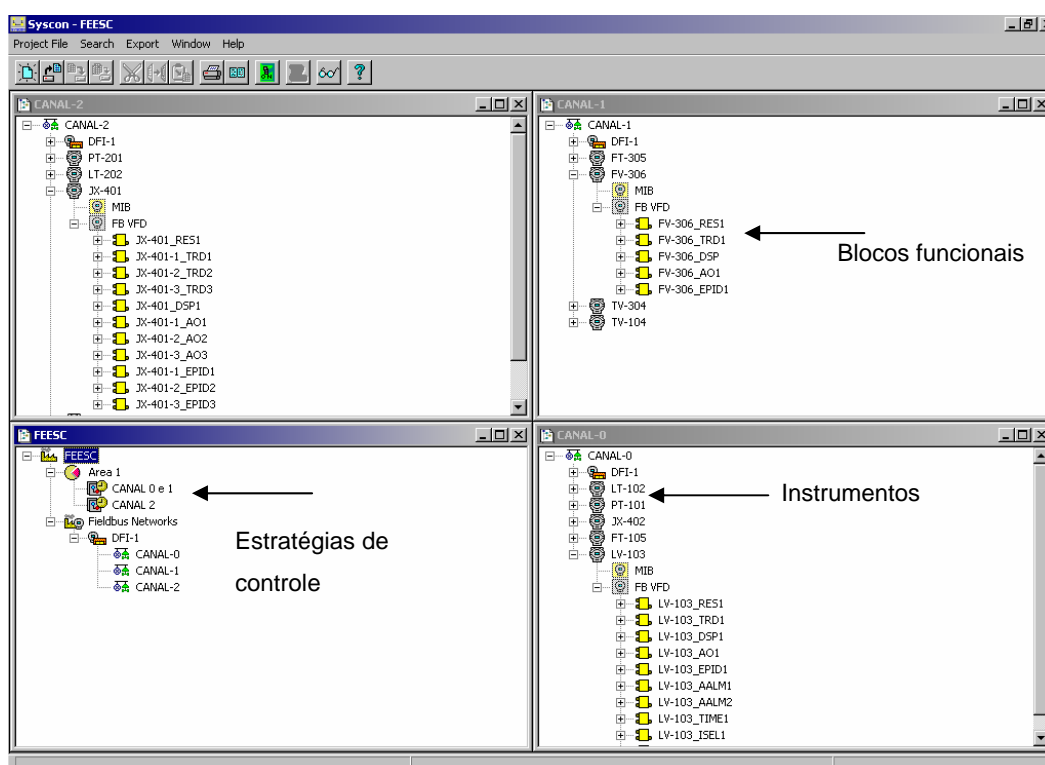 Syscon - FEESC
Project File Search Export Window Help
CANAL-2
CANAL-2
DFI-1
PT-201
LT-202
JX-401
MIB
FB VFD
JX-401_RES1
JX-401-1_TRD1
JX-401-2_TRD2
JX-401-3_TRD3
JX-401_DSP1
JX-401-1_AO1
JX-401-2_AO2
JX-401-3_AO3
JX-401-1_EPID1
JX-401-2_EPID2
JX-401-3_EPID3
CANAL-1
CANAL-1
DFI-1
FT-305
FV-306
MIB
FB VFD
FV-306_RES1
FV-306_TRD1
FV-306_DSP
FV-306_AO1
FV-306_EPID1
TV-304
TV-104
Blocos funcionais
FEESC
FEESC
Area 1
CANAL 0 e 1
CANAL 2
Fieldbus Networks
DFI-1
CANAL-0
CANAL-1
CANAL-2
Estratégias de
controle
CANAL-0
CANAL-0
DFI-1
LT-102
PT-101
JX-402
FT-105
LV-103
MIB
FB VFD
LV-103_RES1
LV-103_TRD1
LV-103_DSP1
LV-103_AO1
LV-103_EPID1
LV-103_AALM1
LV-103_AALM2
LV-103_TIME1
LV-103_ISEL1
Instrumentos